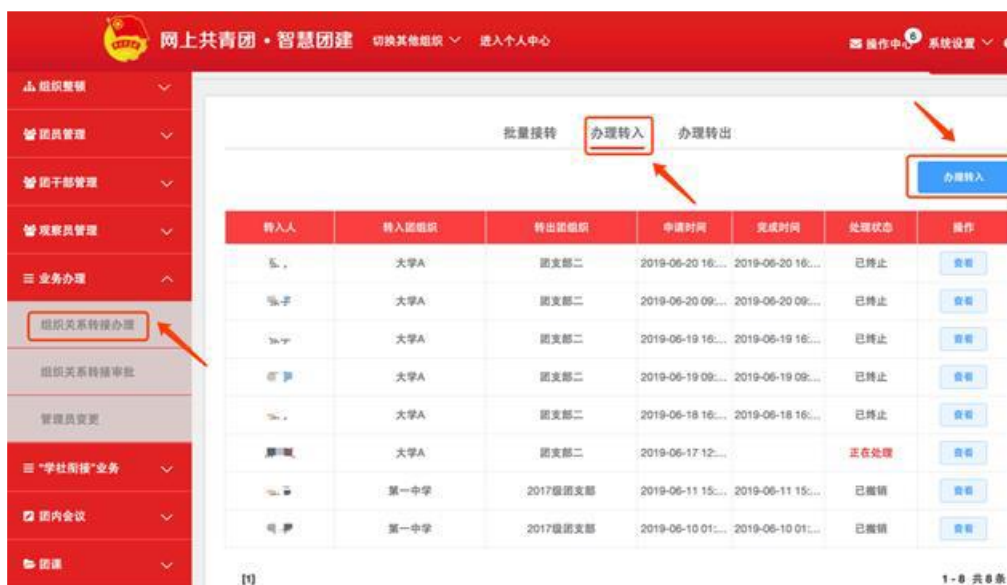 网上共青团·智慧团建 切换其他组织 进入个人中心 操作中心 6 系统设置
组织整顿
团员管理
团干部管理
观察员管理
业务办理
组织关系转接办理
组织关系转接审批
管理员变更
"学社衔接"业务
团内会议
团课
批量接转 办理转入 办理转出
办理转入
转入人 转入团组织 转出团组织 申请时间 完成时间 处理状态 操作
大学A 团支部二 2019-06-20 16:... 2019-06-20 16:... 已终止 查看
大学A 团支部二 2019-06-20 09:... 2019-06-20 09:... 已终止 查看
大学A 团支部二 2019-06-19 16:... 2019-06-19 16:... 已终止 查看
大学A 团支部二 2019-06-19 09:... 2019-06-19 09:... 已终止 查看
大学A 团支部二 2019-06-18 16:... 2019-06-18 16:... 已终止 查看
大学A 团支部二 2019-06-17 12:... 正在处理 查看
第一中学 2017级团支部 2019-06-11 15:... 2019-06-11 15:... 已撤销 查看
第一中学 2017级团支部 2019-06-10 01:... 2019-06-10 01:... 已撤销 查看
[1] 1-8 共8条